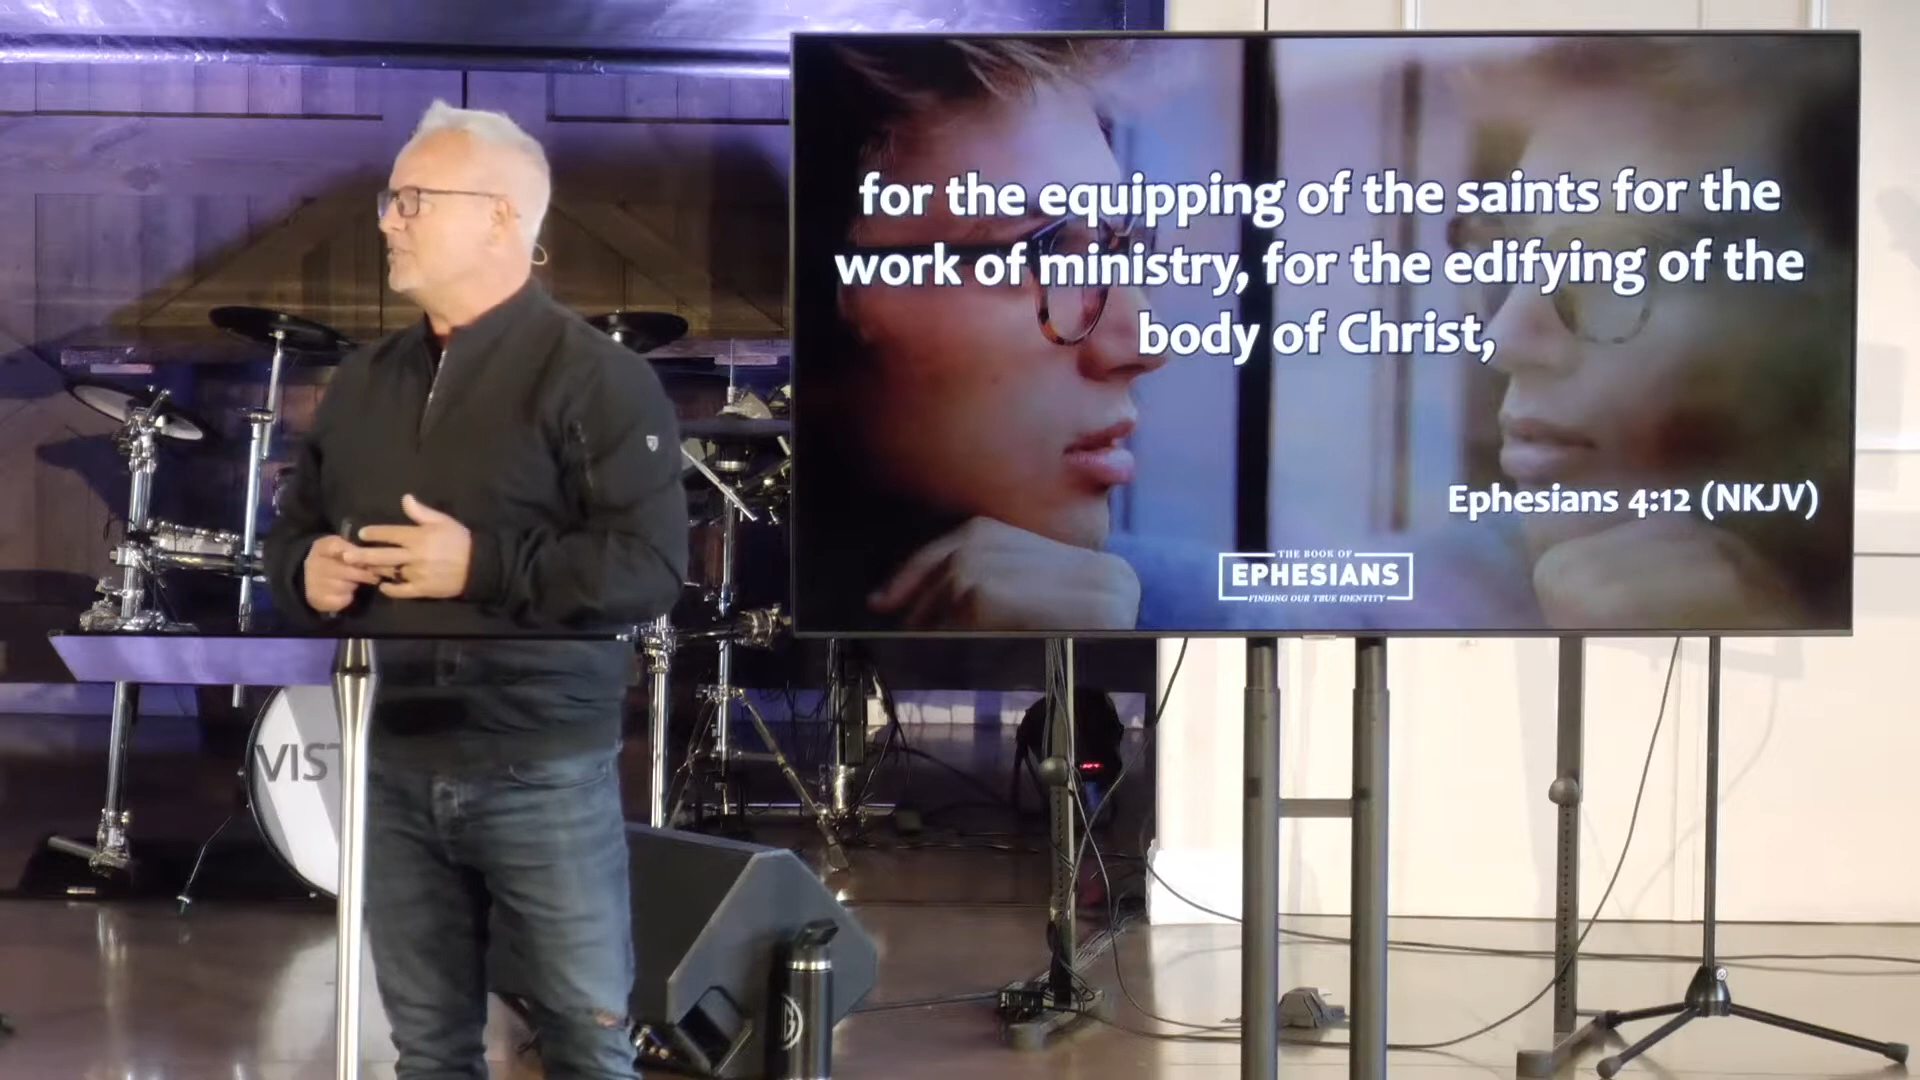 for the equipping of the saints for the
work of ministry, for the edifying of the
body of Christ,
Ephesians 4:12 (NKJV)
THE BOOK OF
EPHESIANS
FINDING OUR TRUE IDENTITY
VIST